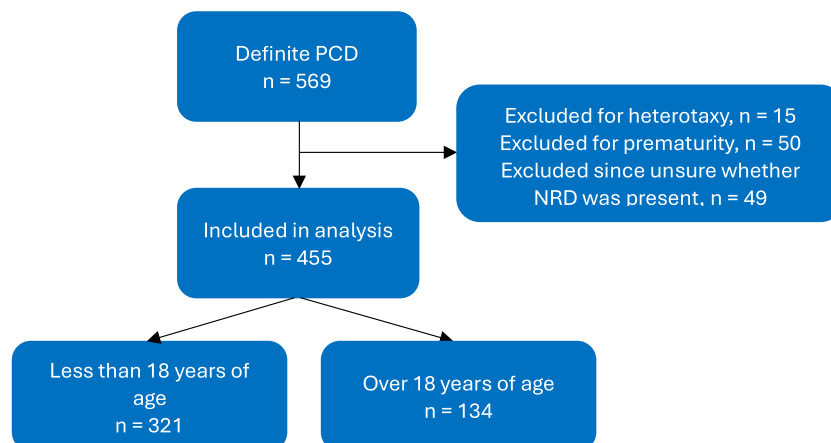 Definite PCD
n = 569
Excluded for heterotaxy, n = 15
Excluded for prematurity, n = 50
Excluded since unsure whether
NRD was present, n = 49
Included in analysis
n = 455
Less than 18 years of
age
n = 321
Over 18 years of age
n = 134